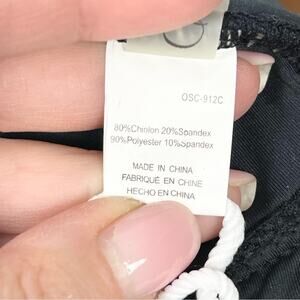 OSC-912C
80%Chinlon 20%Spandex
90%Polyester 10%Spandex
MADE IN CHINA
FABRIQUÉ EN CHINE
HECHO EN CHINA